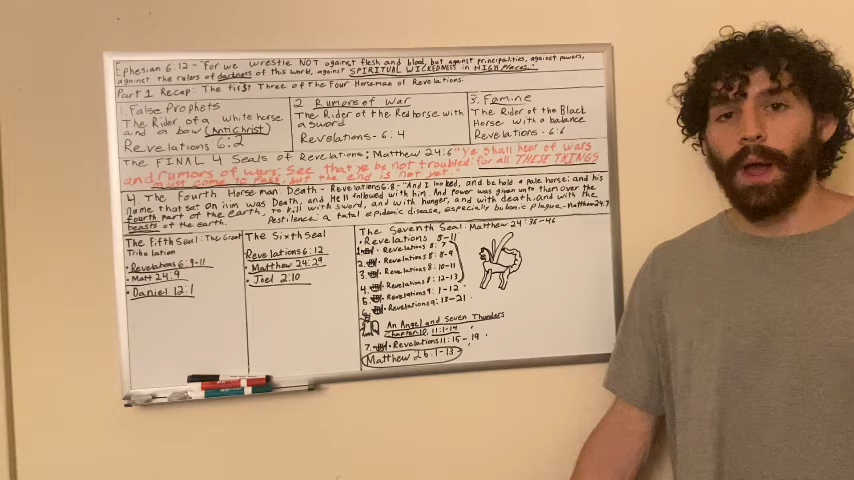 Ephesian 6:12 - "For we wrestle NOT against flesh and blood, but against principalities, against powers,
against the rulers of darkness of this world, against SPIRITUAL WICKEDNESS in HIGH Places."
Part 1 Recap: The first Three of The Four Horseman of Revelations.
1. False Prophets
The Rider of a white horse
and a bow (Antichrist)
Revelations 6:2
2. Rumors of War
The Rider of the Red horse with
a sword
Revelations - 6:4
3. Famine
The Rider of the Black
Horse with a balance
Revelations - 6:6
The FINAL 4 Seals of Revelations; Matthew 24:6 "Ye shall hear of wars
and rumors of wars; See that ye be not troubled: for all THESE THINGS
must come to pass, but the end is not yet."
4. The Fourth Horseman: Death - Revelations 6:8 - "And I looked, and behold a pale horse: and his
name that sat on him was Death, and Hell followed with him. And Power was given unto them over the
fourth part of the earth, to kill with sword, and with hunger, and with death, and with the
beasts of the earth. Pestilence: a fatal epidemic disease, especially bubonic plague. - Matthew 24:7
The Fifth Seal: The Great
Tribulation
Revelations 6:9-11
• Matt 24:9
• Daniel 12:1
The Sixth Seal
Revelations 6:12
• Matthew 24:29
• Joel 2:10
The Seventh Seal: Matthew 24:36-46
• Revelations 8-11
1. • Revelations 8:7
2. • Revelations 8:8-9
3. • Revelations 8:10-11
4. • Revelations 8:12-13
5. • Revelations 9:1-12
6. • Revelations 9:13-21
An Angel and Seven Thunders
Chapter 10, 11:1-14
7. • Revelations 11:15-19
Matthew 26:1-13